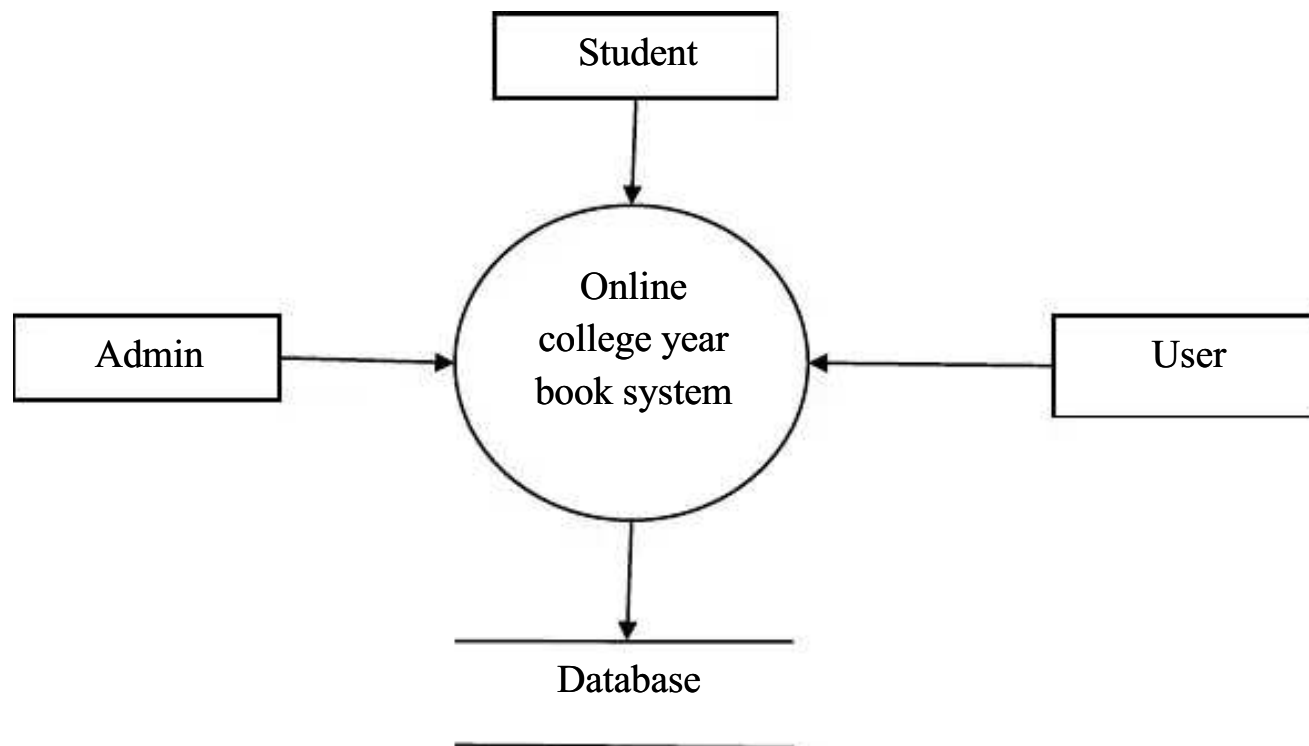 Student
Online
college year
book system
Admin
User
Database